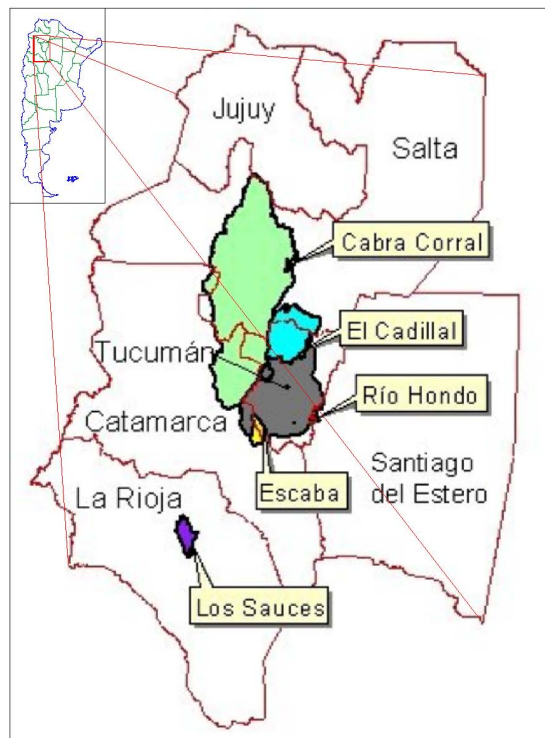 Jujuy
Salta
Cabra Corral
El Cadillal
Tucumán
Río Hondo
Catamarca
Santiago
del Estero
Escaba
La Rioja
Los Sauces